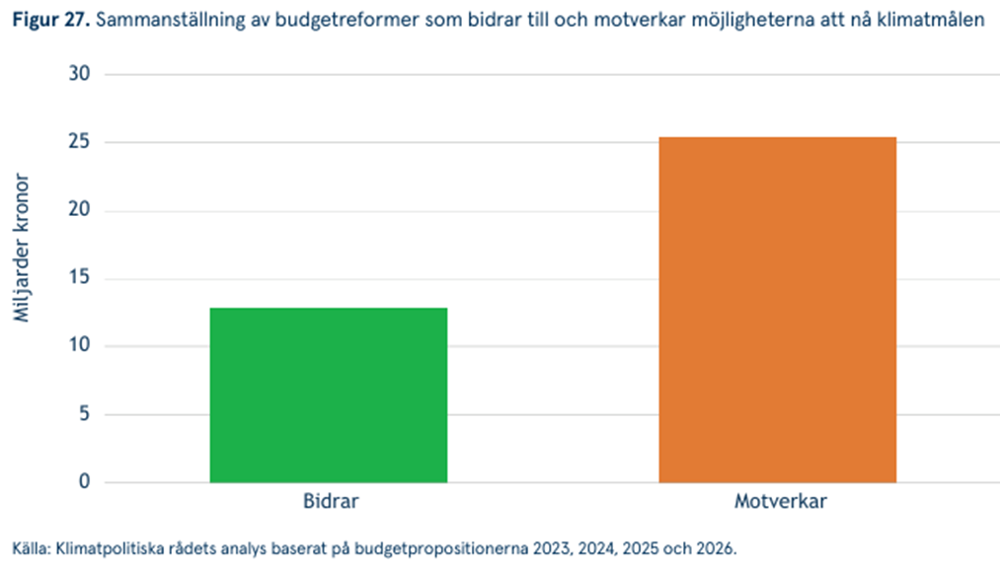 Figur 27. Sammanställning av budgetreformer som bidrar till och motverkar möjligheterna att nå klimatmålen
30
25
20
15
10
5
0
Miljarder kronor
Bidrar
Motverkar
Källa: Klimatpolitiska rådets analys baserat på budgetpropositionerna 2023, 2024, 2025 och 2026.